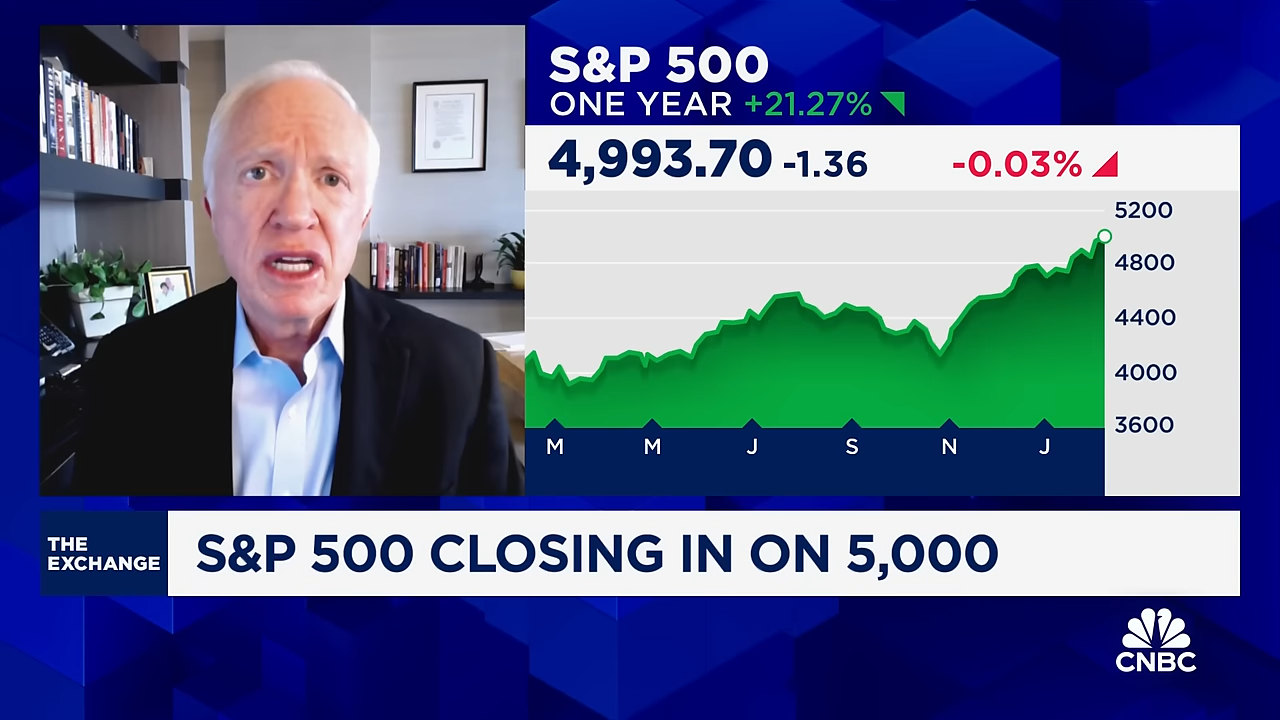 S&P 500
ONE YEAR +21.27%
4,993.70 -1.36 -0.03%
5200
4800
4400
4000
3600
M M J S N J
THE
EXCHANGE
S&P 500 CLOSING IN ON 5,000
CNBC